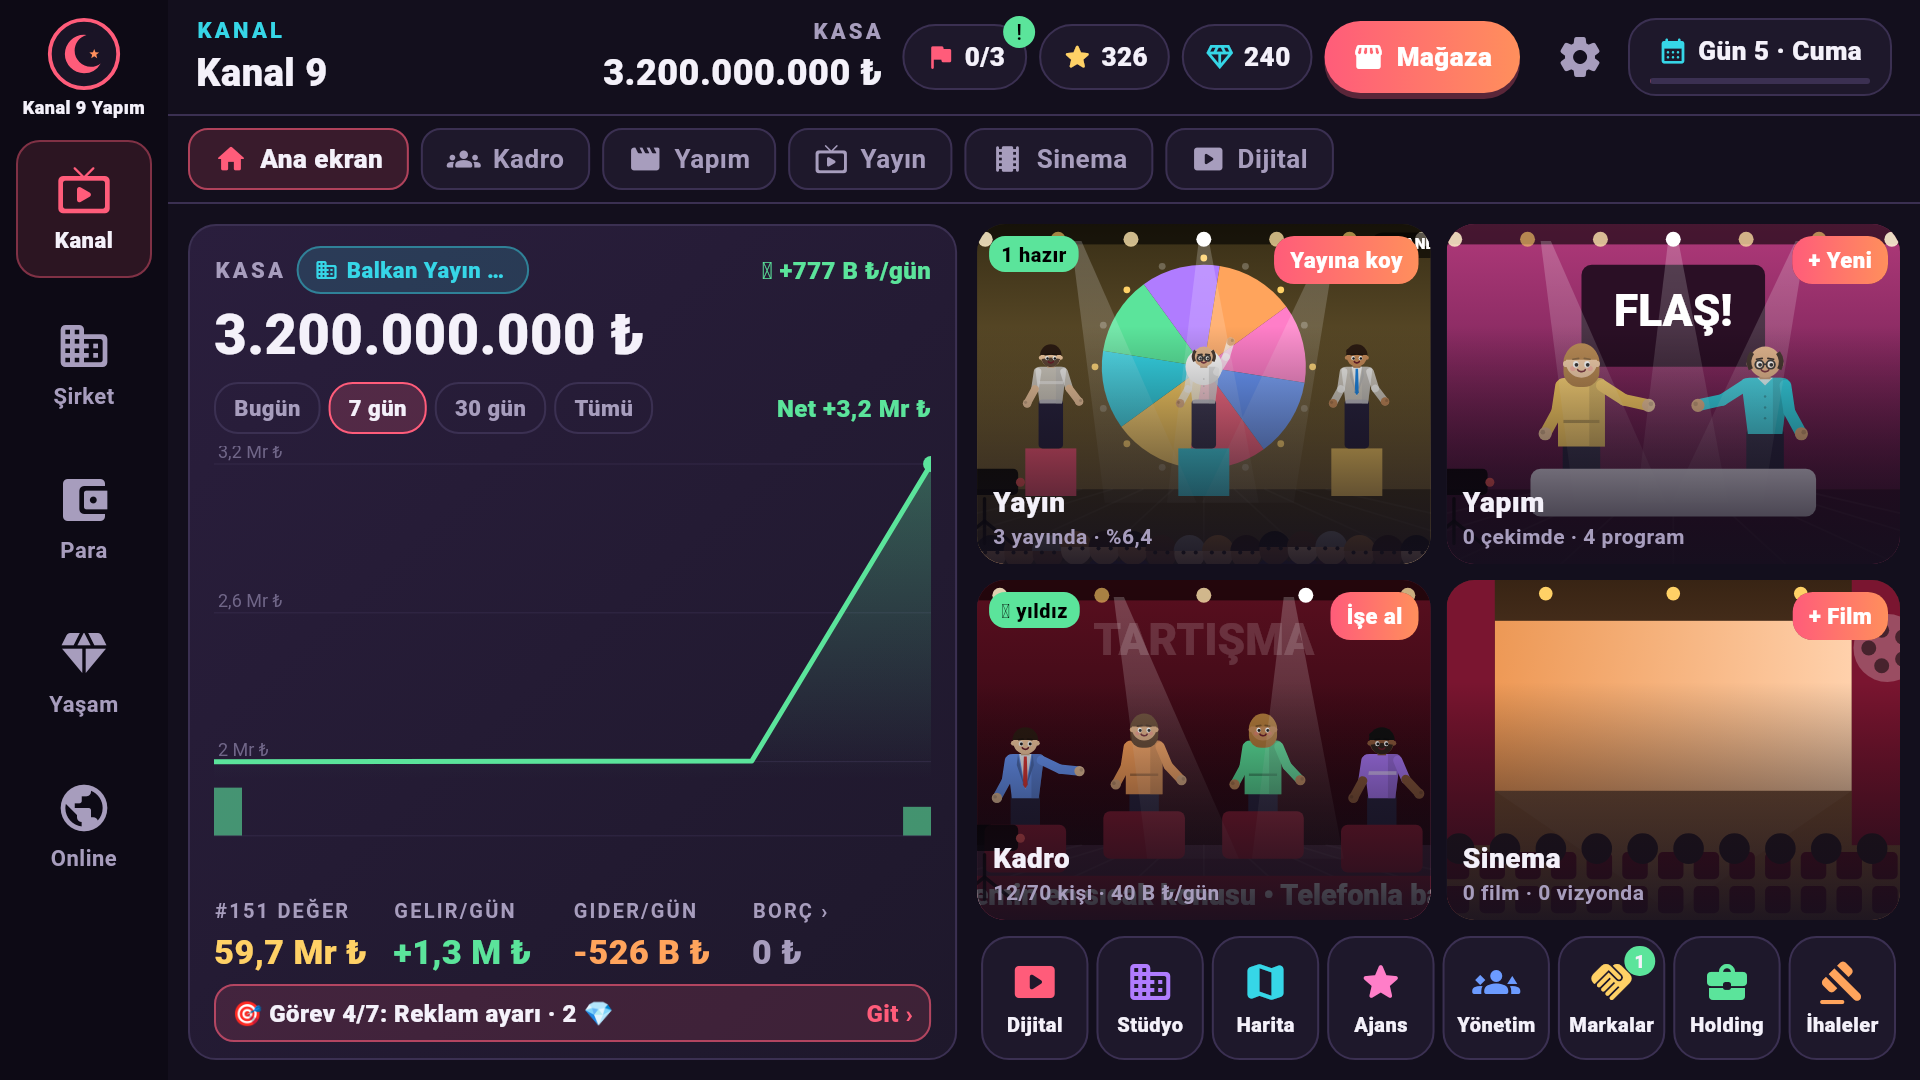 Kanal 9 Yapım
Kanal
Şirket
Para
Yaşam
Online
KANAL
Kanal 9
KASA
3.200.000.000 ₺
0/3
!
326
240
Mağaza
Gün 5 · Cuma
Ana ekran
Kadro
Yapım
Yayın
Sinema
Dijital
KASA
Balkan Yayın ...
+777 B ₺/gün
3.200.000.000 ₺
Bugün
7 gün
30 gün
Tümü
Net +3,2 Mr ₺
3,2 Mr ₺
2,6 Mr ₺
2 Mr ₺
#151 DEĞER
59,7 Mr ₺
GELIR/GÜN
+1,3 M ₺
GIDER/GÜN
-526 B ₺
BORÇ ›
0 ₺
Görev 4/7: Reklam ayarı · 2
Git ›
1 hazır
Yayına koy
Yayın
3 yayında · %6,4
+ Yeni
FLAŞ!
Yapım
0 çekimde · 4 program
yıldız
İşe al
TARTIŞMA
Kadro
12/70 kişi · 40 B ₺/gün
• Telefonla
+ Film
Sinema
0 film · 0 vizyonda
Dijital
Stüdyo
Harita
Ajans
Yönetim
Markalar
1
Holding
İhaleler